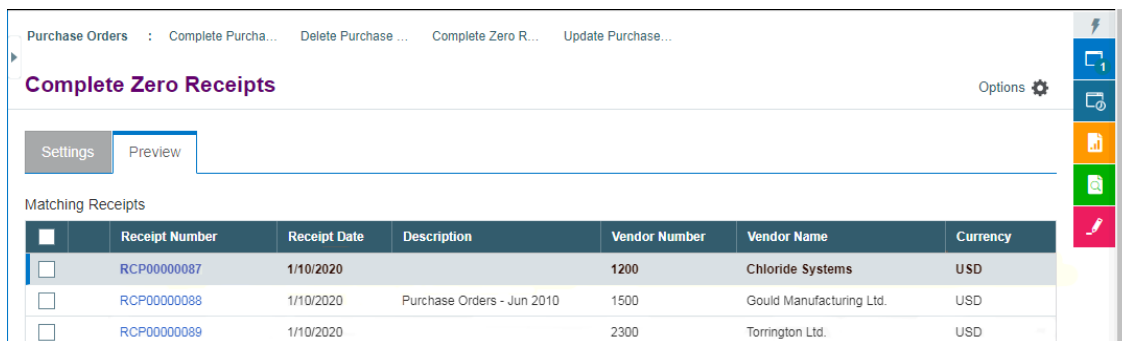 Purchase Orders : Complete Purcha... Delete Purchase ... Complete Zero R... Update Purchase...
Complete Zero Receipts Options
1
Settings Preview
Matching Receipts
Receipt Number Receipt Date Description Vendor Number Vendor Name Currency
RCP00000087 1/10/2020 1200 Chloride Systems USD
RCP00000088 1/10/2020 Purchase Orders - Jun 2010 1500 Gould Manufacturing Ltd. USD
RCP00000089 1/10/2020 2300 Torrington Ltd. USD